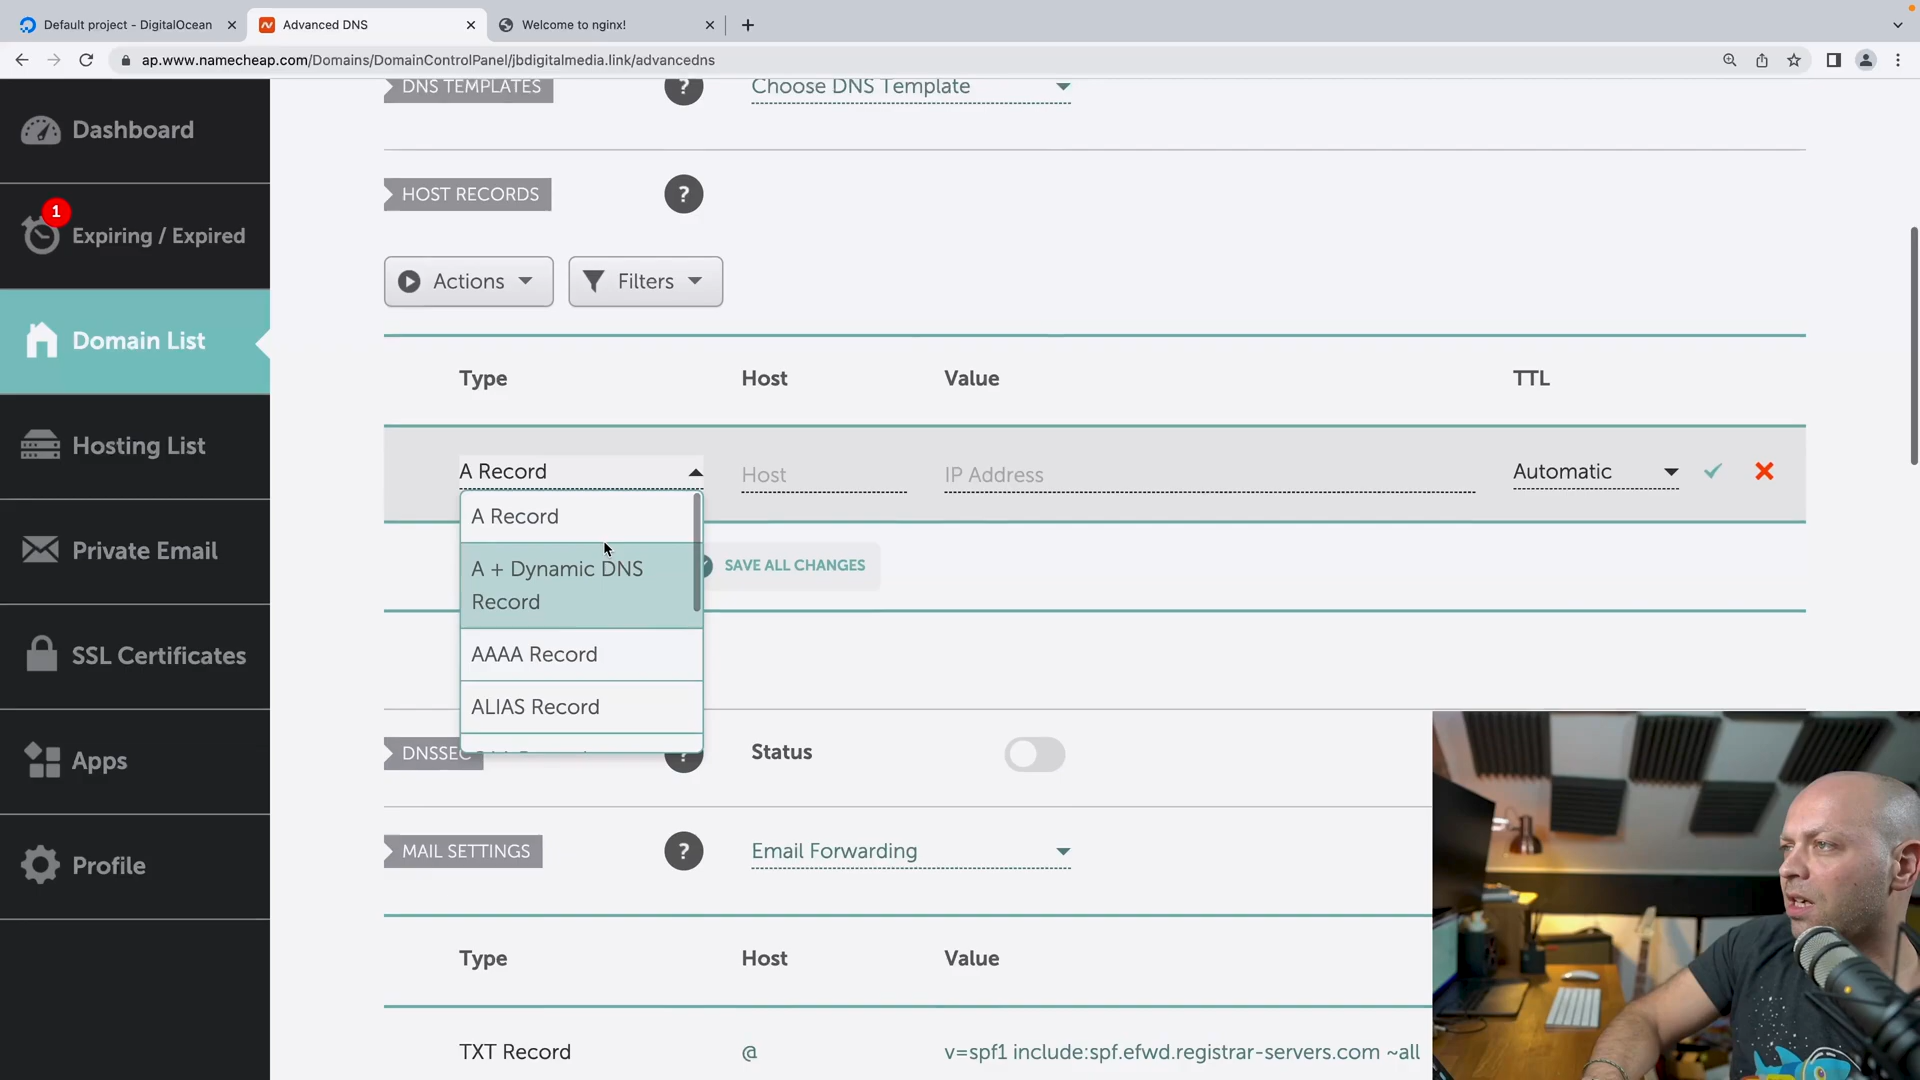 Default project - DigitalOcean
Advanced DNS
Welcome to nginx!
ap.www.namecheap.com/Domains/DomainControlPanel/jbdigitalmedia.link/advancedns
DNS TEMPLATES
?
Choose DNS Template
Dashboard
HOST RECORDS
?
1
Expiring / Expired
Actions
Filters
Domain List
Type
Host
Value
TTL
Hosting List
A Record
Host
IP Address
Automatic
A Record
A + Dynamic DNS
Record
SAVE ALL CHANGES
Private Email
AAAA Record
SSL Certificates
ALIAS Record
DNSSEC
?
Status
Apps
MAIL SETTINGS
?
Email Forwarding
Profile
Type
Host
Value
TXT Record
@
v=spf1 include:spf.efwd.registrar-servers.com ~all